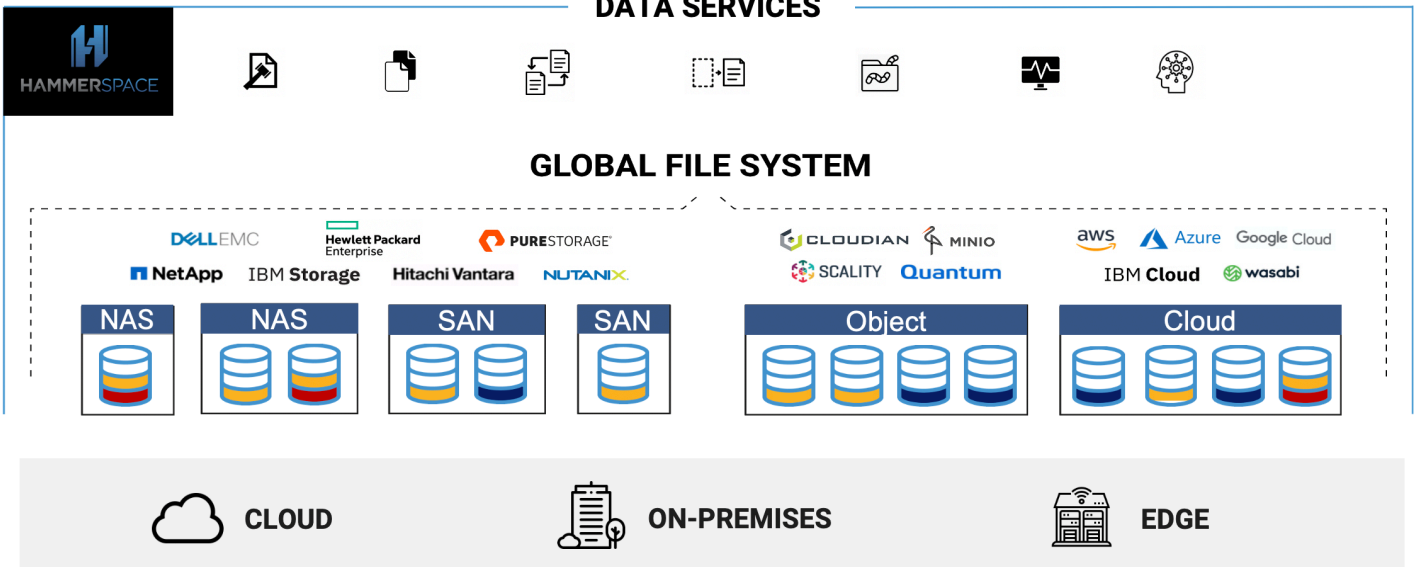 DATA SERVICES
HAMMERSPACE
GLOBAL FILE SYSTEM
DELLEMC
Hewlett Packard
Enterprise
PURESTORAGE®
CLOUDIAN
MINIO
aws
Azure
Google Cloud
NetApp
IBM Storage
Hitachi Vantara
NUTANIX.
SCALITY
Quantum
IBM Cloud
wasabi
NAS
NAS
SAN
SAN
Object
Cloud
CLOUD
ON-PREMISES
EDGE